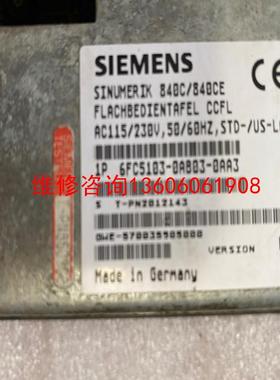 SIEMENS
SINUMERIK 840C/840CE
FLACHBEDIENTAFEL CCFL
AC115/230V,50/60HZ,STD-/US-L
1P 6FC5103-0AB03-0AA3
维修咨询13606061908
S T-PN2012143
GWE-570035905000
VERSION
Made in Germany